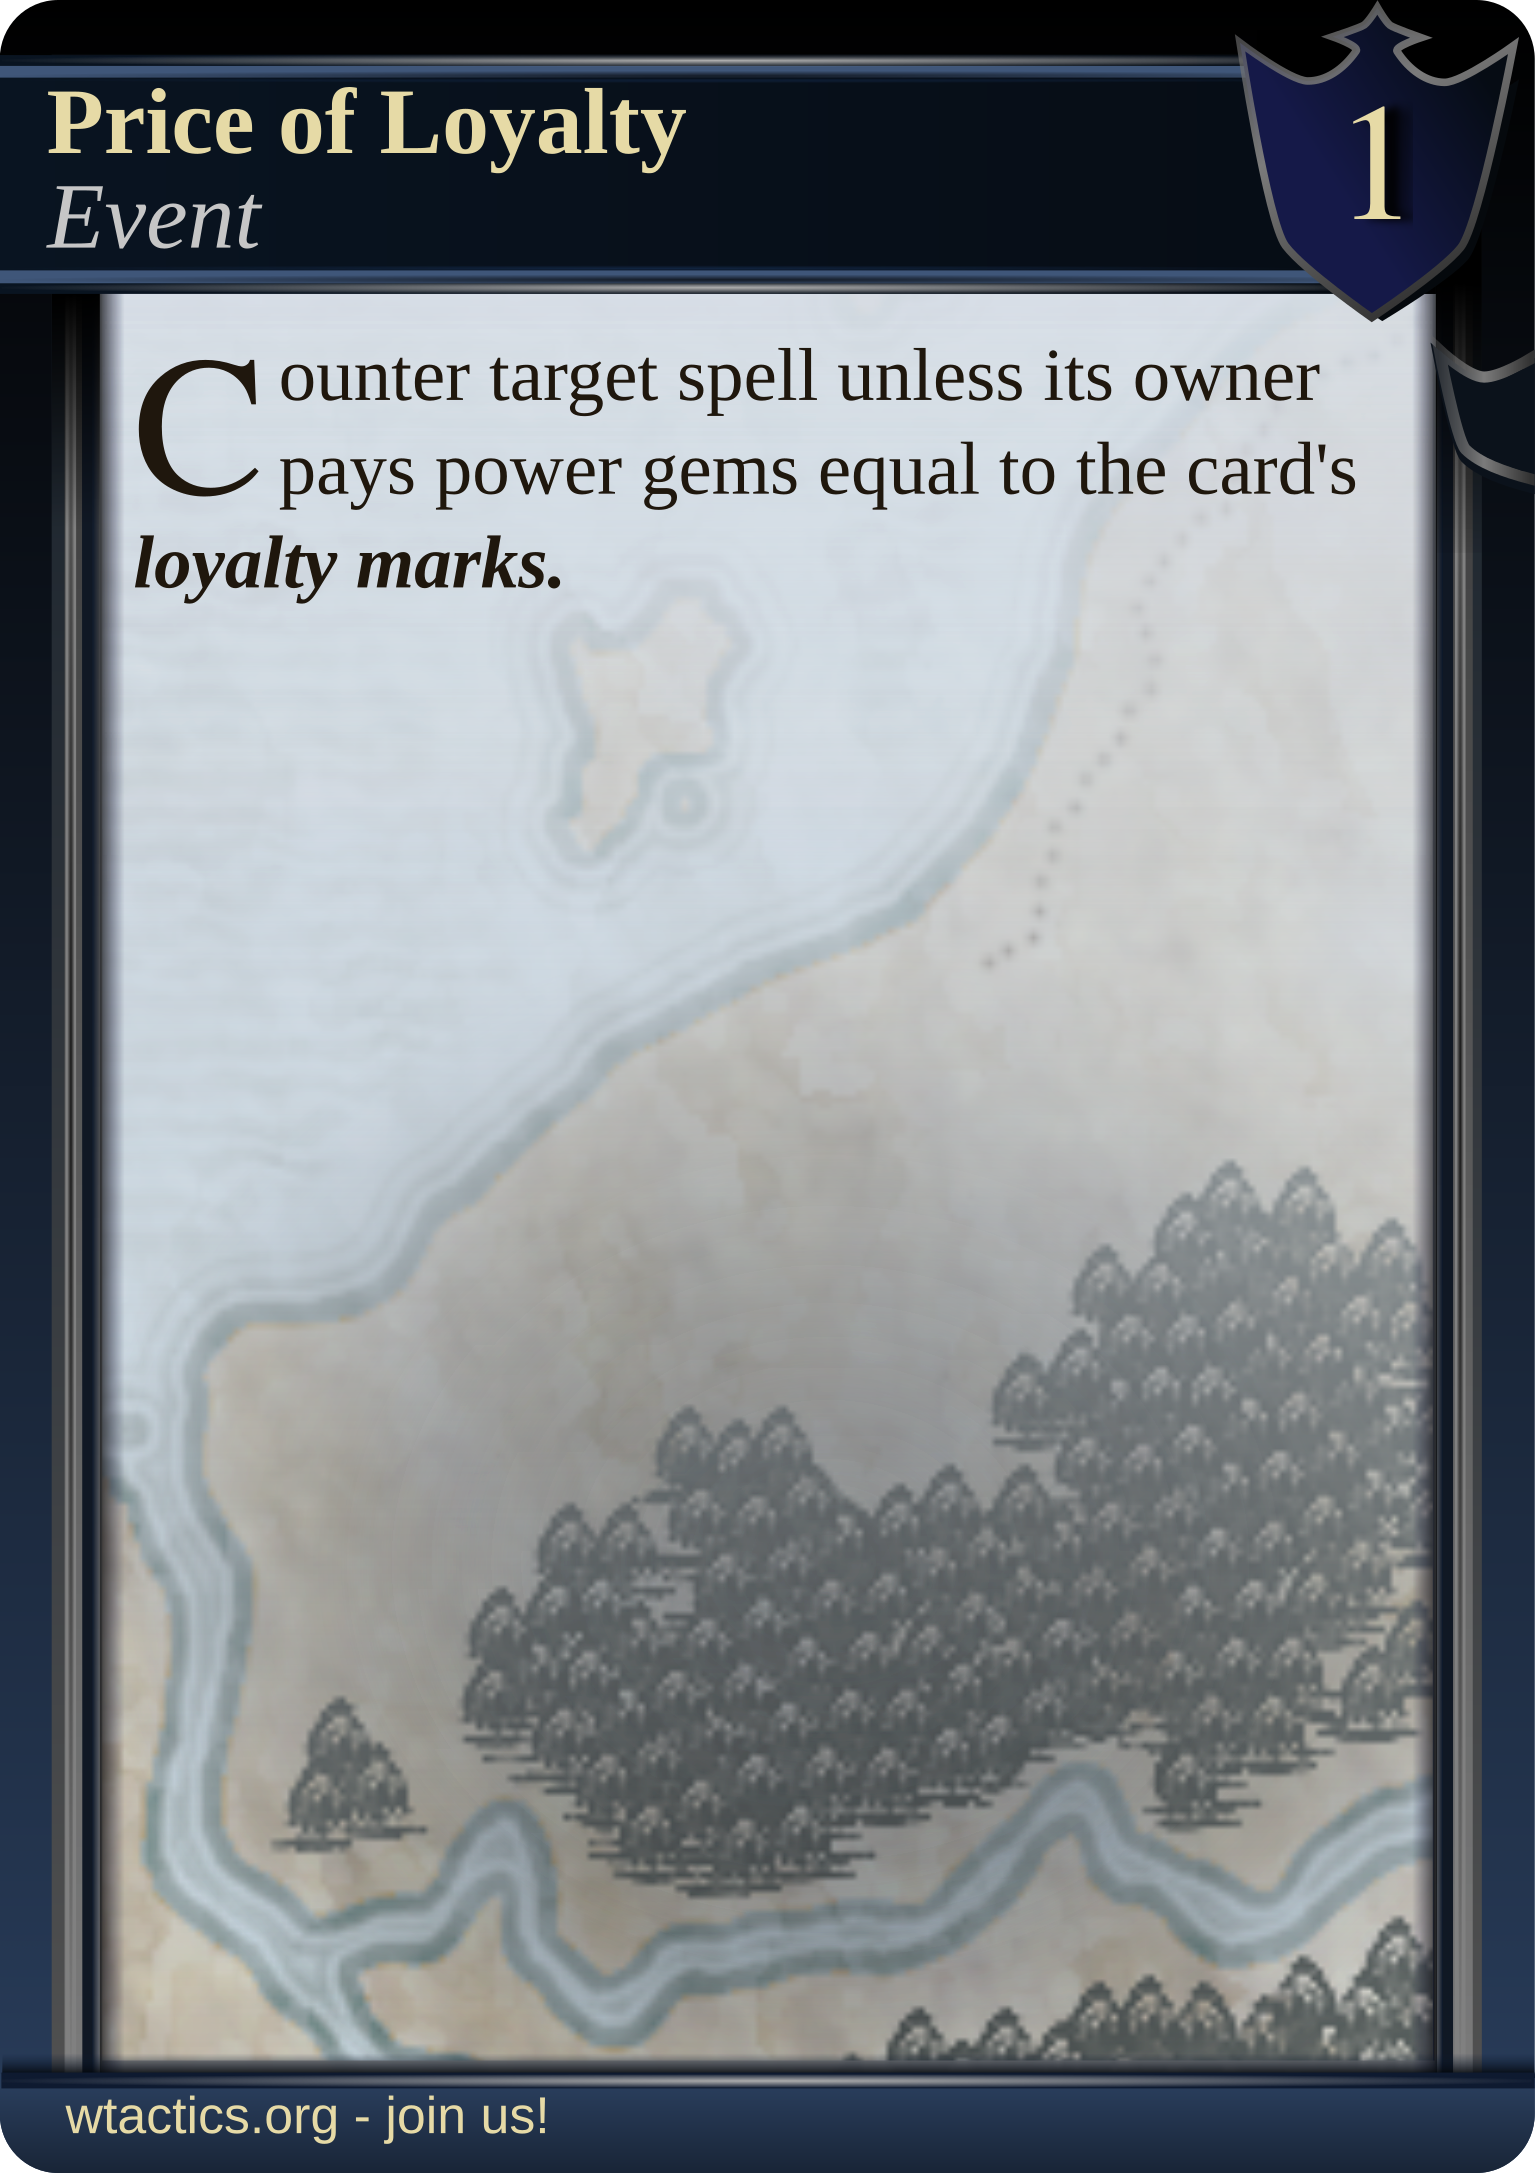 Price of Loyalty
Event
1
Counter target spell unless its owner
pays power gems equal to the card's
loyalty marks.
wtactics.org - join us!